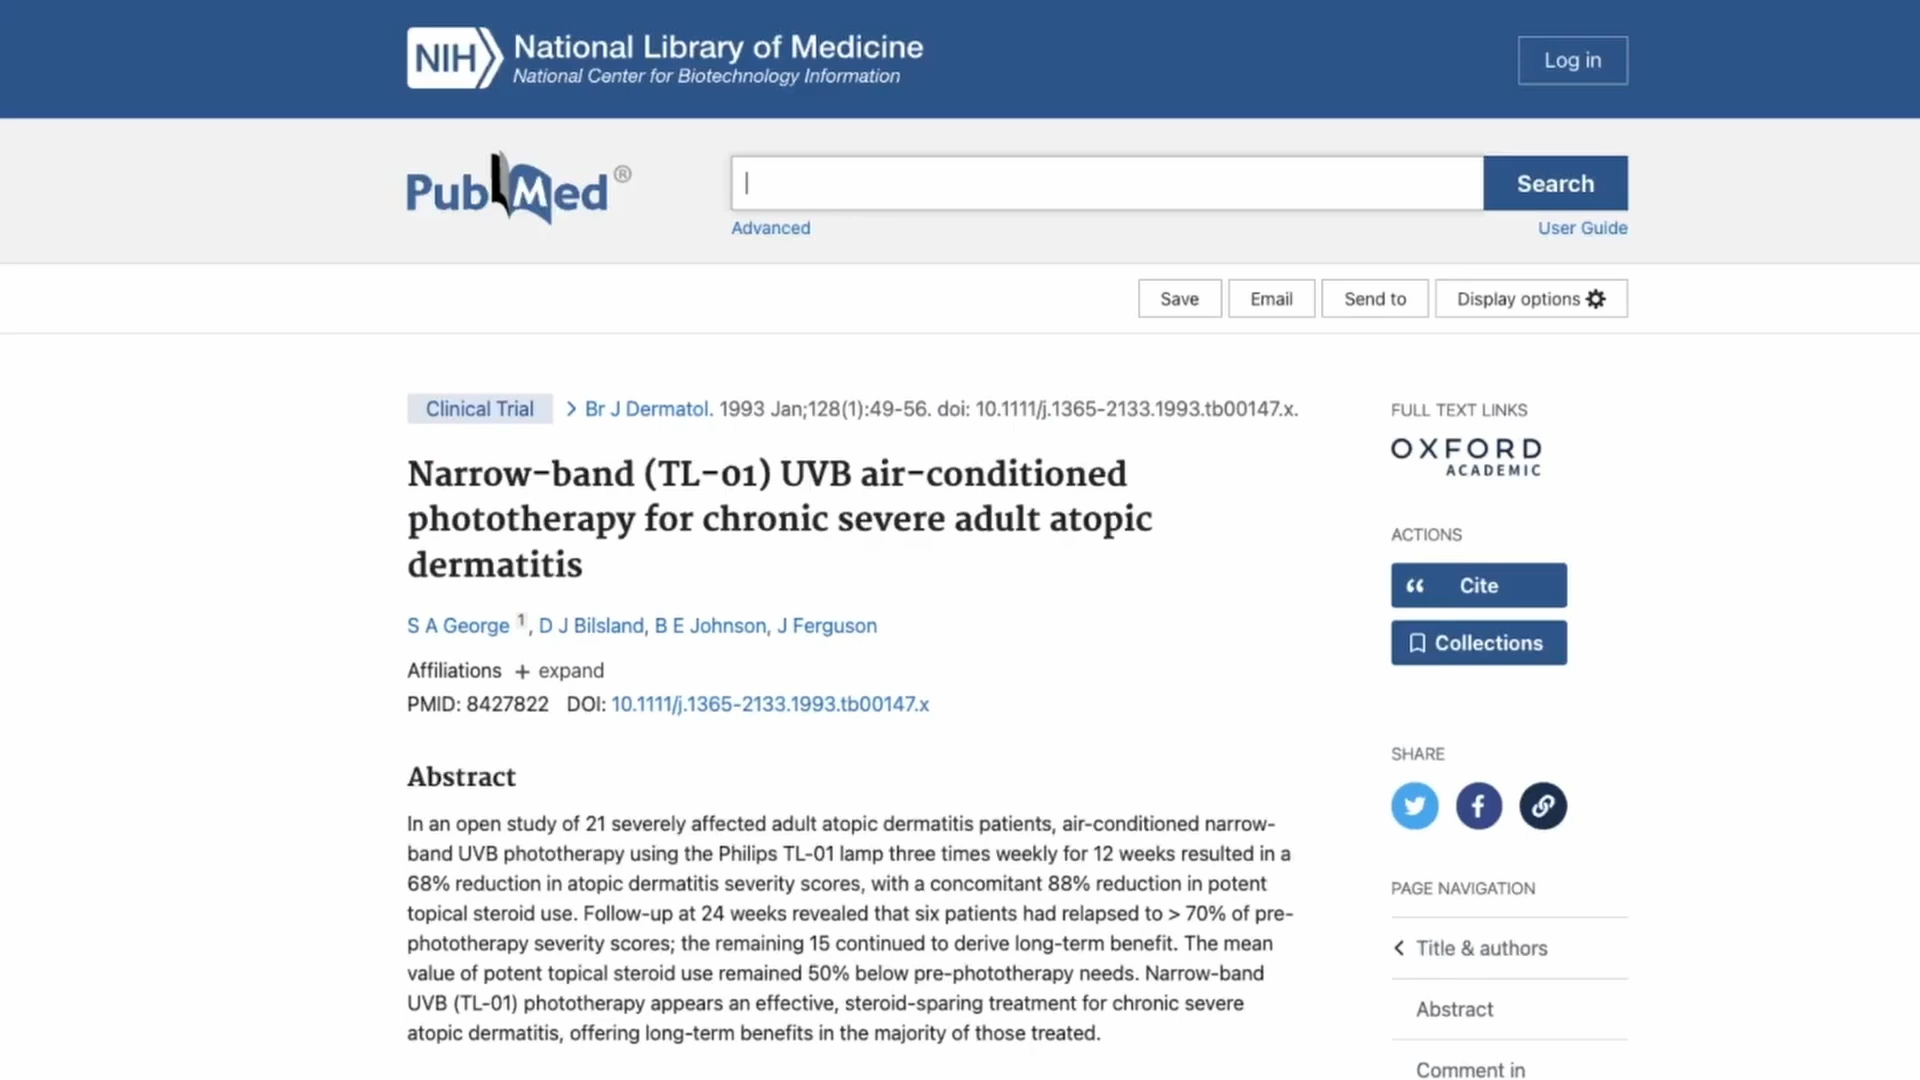 NIH National Library of Medicine
National Center for Biotechnology Information
Log in
PubMed®
Search
Advanced
User Guide
Save
Email
Send to
Display options
Clinical Trial
Br J Dermatol. 1993 Jan;128(1):49-56. doi: 10.1111/j.1365-2133.1993.tb00147.x.
Narrow-band (TL-01) UVB air-conditioned
phototherapy for chronic severe adult atopic
dermatitis
S A George 1, D J Bilsland, B E Johnson, J Ferguson
Affiliations + expand
PMID: 8427822 DOI: 10.1111/j.1365-2133.1993.tb00147.x
Abstract
In an open study of 21 severely affected adult atopic dermatitis patients, air-conditioned narrow-
band UVB phototherapy using the Philips TL-01 lamp three times weekly for 12 weeks resulted in a
68% reduction in atopic dermatitis severity scores, with a concomitant 88% reduction in potent
topical steroid use. Follow-up at 24 weeks revealed that six patients had relapsed to > 70% of pre-
phototherapy severity scores; the remaining 15 continued to derive long-term benefit. The mean
value of potent topical steroid use remained 50% below pre-phototherapy needs. Narrow-band
UVB (TL-01) phototherapy appears an effective, steroid-sparing treatment for chronic severe
atopic dermatitis, offering long-term benefits in the majority of those treated.
FULL TEXT LINKS
OXFORD
ACADEMIC
ACTIONS
Cite
Collections
SHARE
PAGE NAVIGATION
Title & authors
Abstract
Comment in